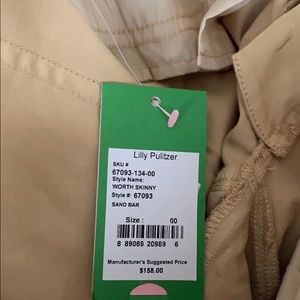 Lilly Pulitzer
SKU #
67093-134-00
Style Name:
WORTH SKINNY
Style #: 67093
SAND BAR
Size : 00
8 89069 20989 6
Manufacturer's Suggested Price
$158.00